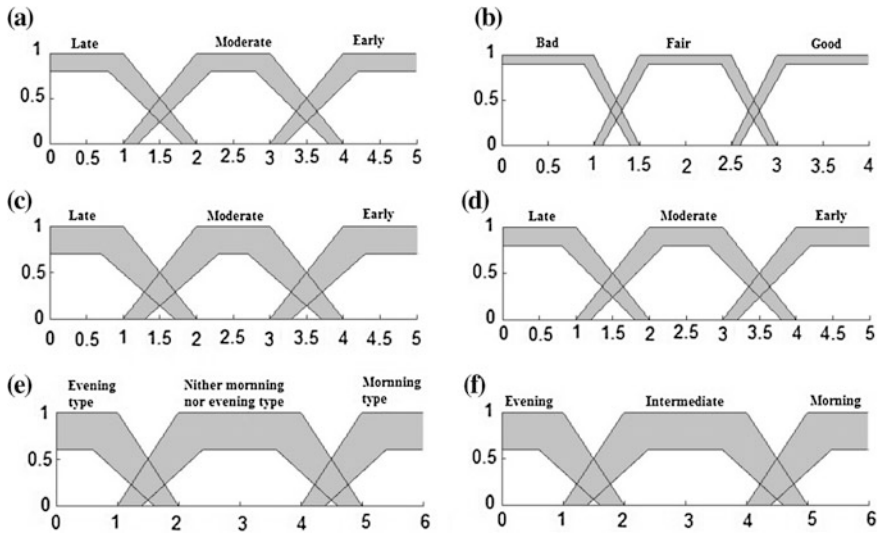 (a)
Late Moderate Early
1
0.5
0
0 0.5 1 1.5 2 2.5 3 3.5 4 4.5 5
(b)
Bad Fair Good
1
0.5
0
0 0.5 1 1.5 2 2.5 3 3.5 4
(c)
Late Moderate Early
1
0.5
0
0 0.5 1 1.5 2 2.5 3 3.5 4 4.5 5
(d)
Late Moderate Early
1
0.5
0
0 0.5 1 1.5 2 2.5 3 3.5 4 4.5 5
(e)
Evening type
Nither mornning nor evening type
Mornning type
1
0.5
0
0 1 2 3 4 5 6
(f)
Evening Intermediate Morning
1
0.5
0
0 1 2 3 4 5 6